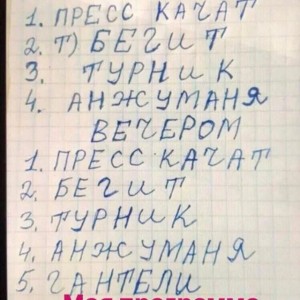 1. ПРЕСС КАЧАТ
2. Т) БЕГИТ
3. ТУРНИК
4. АНЖУМАНЯ
ВЕЧЕРОМ
1. ПРЕСС КАЧАТ
2. БЕГИТ
3. ТУРНИК
4. АНЖУМАНЯ
5. ГАНТЕЛИ
Моя программа